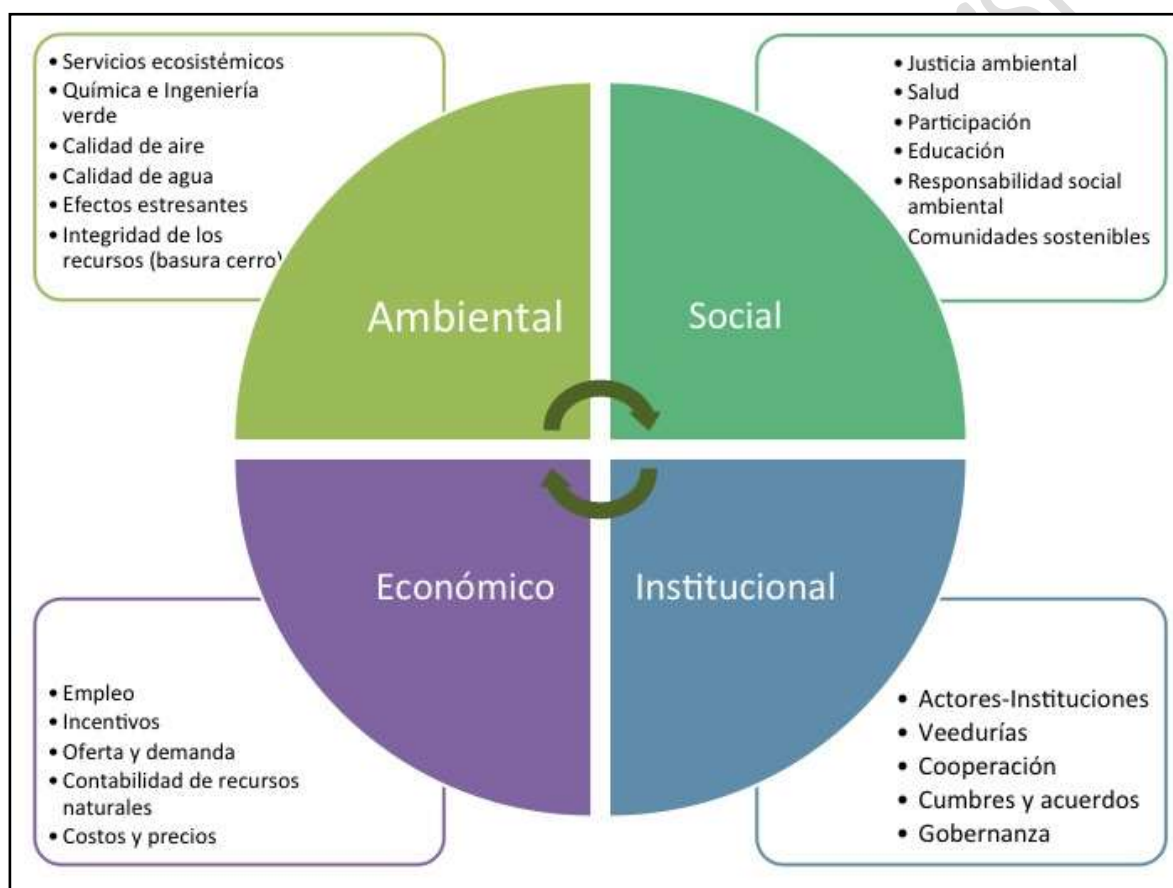 • Servicios ecosistémicos
• Química e Ingeniería
verde
• Calidad de aire
• Calidad de agua
• Efectos estresantes
• Integridad de los
recursos (basura cerro)
• Justicia ambiental
• Salud
• Participación
• Educación
• Responsabilidad social
ambiental
Comunidades sostenibles
Ambiental
Social
Económico
Institucional
• Empleo
• Incentivos
• Oferta y demanda
• Contabilidad de recursos
naturales
• Costos y precios
• Actores-Instituciones
• Veedurías
• Cooperación
• Cumbres y acuerdos
• Gobernanza